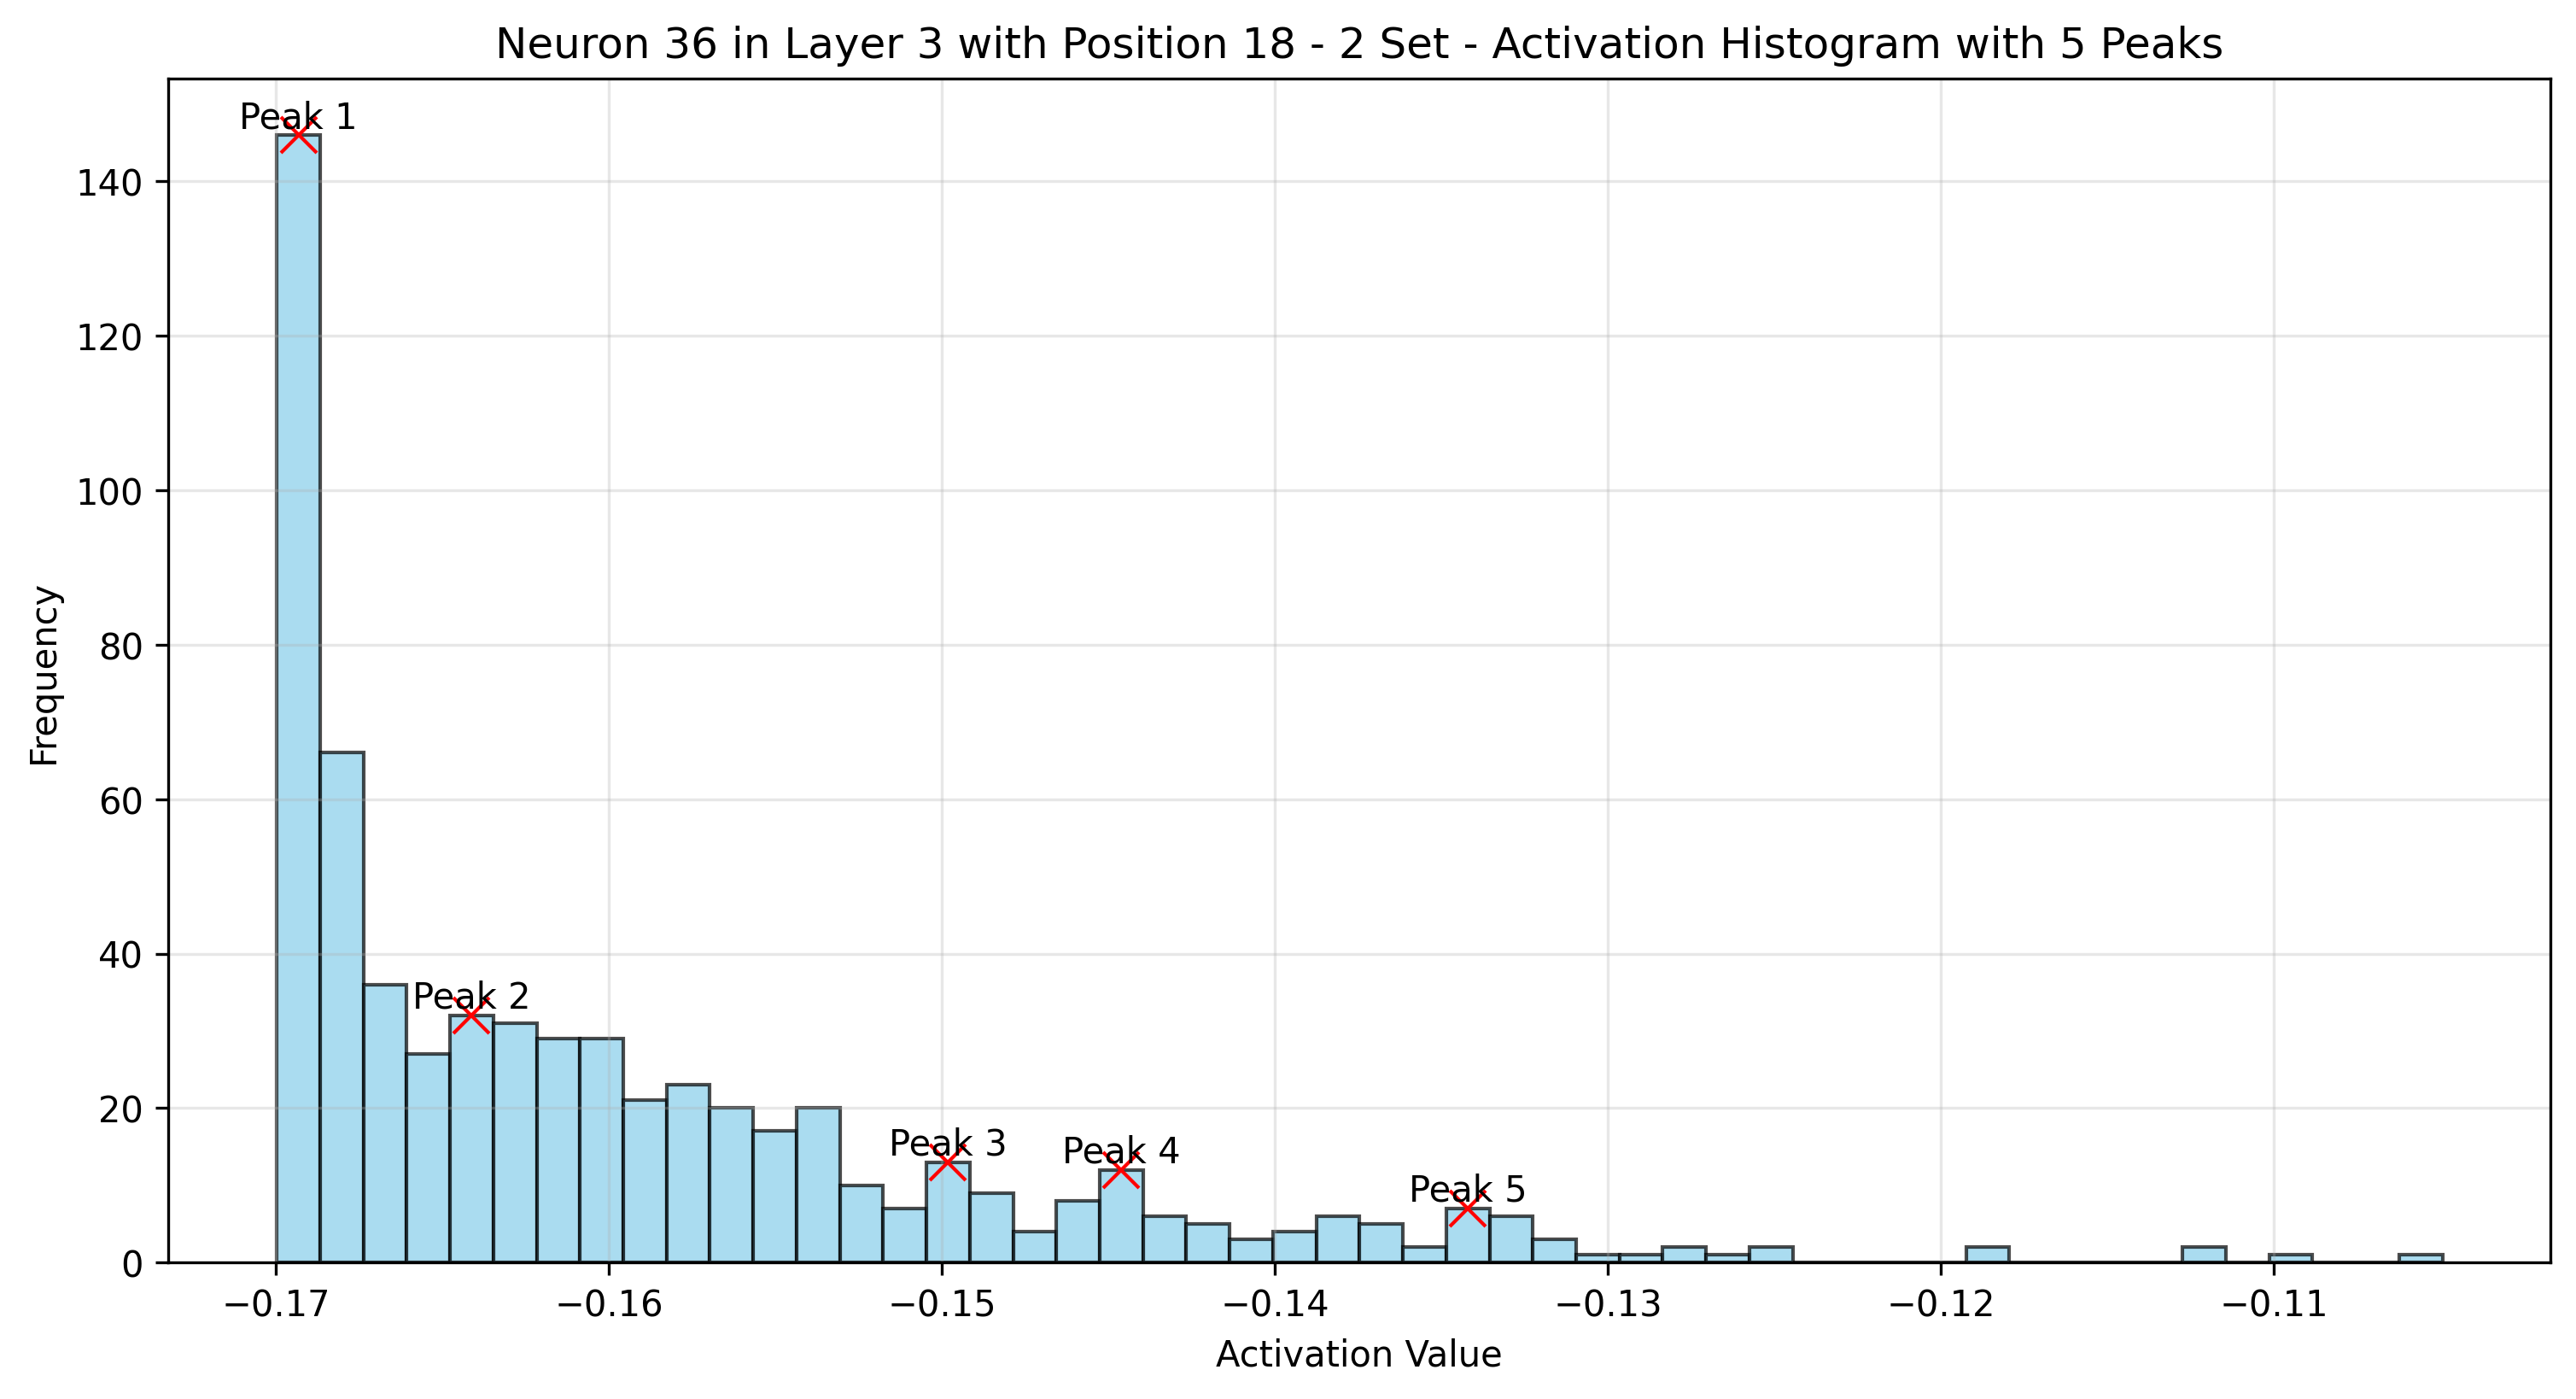 Neuron 36 in Layer 3 with Position 18 - 2 Set - Activation Histogram with 5 Peaks
Peak 1
Peak 2
Peak 3
Peak 4
Peak 5
Frequency
140
120
100
80
60
40
20
0
−0.17
−0.16
−0.15
−0.14
−0.13
−0.12
−0.11
Activation Value